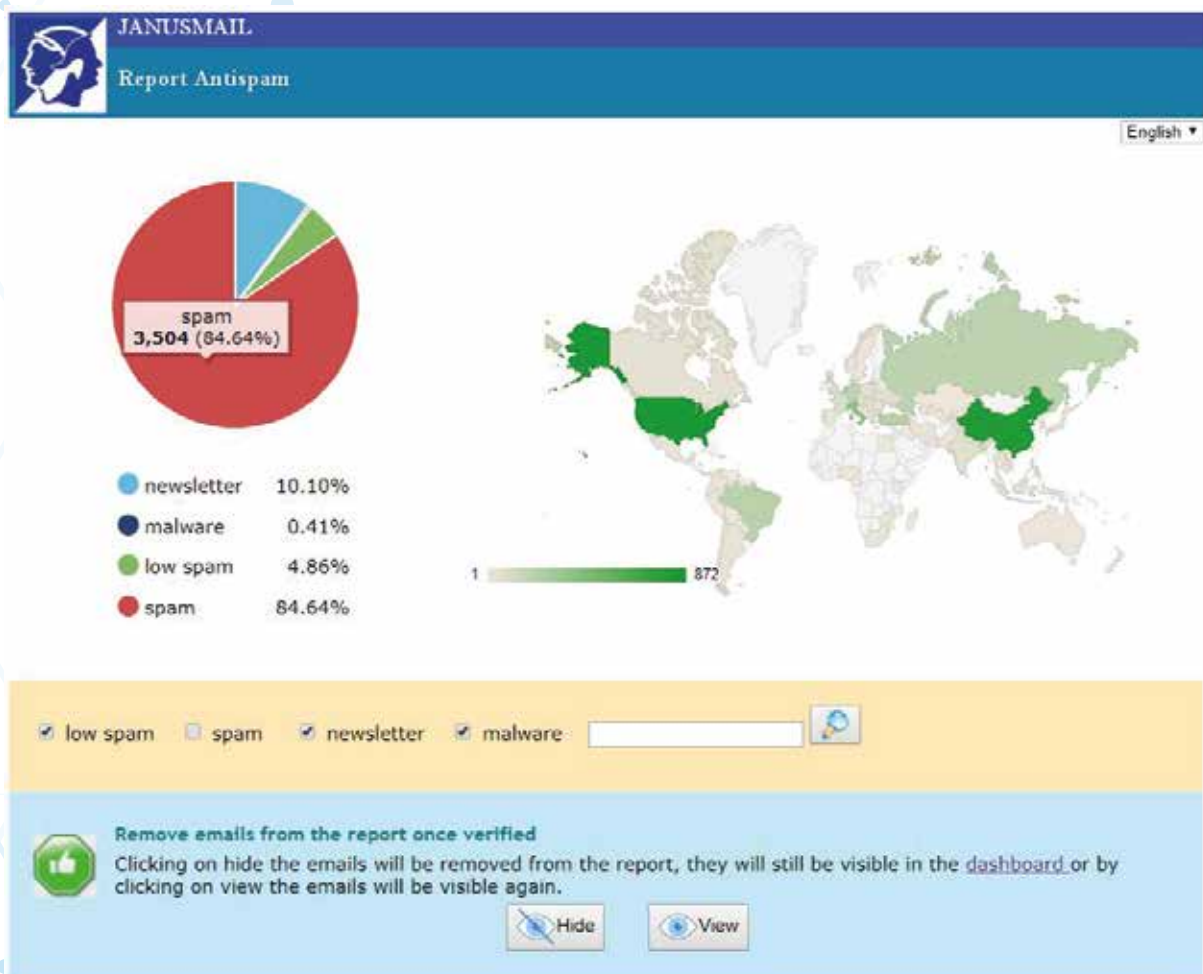 JANUSMAIL
Report Antispam
English
spam
3,504 (84.64%)
newsletter 10.10%
malware 0.41%
low spam 4.86%
spam 84.64%
1 872
low spam spam newsletter malware
Remove emails from the report once verified
Clicking on hide the emails will be removed from the report, they will still be visible in the dashboard or by
clicking on view the emails will be visible again.
Hide View